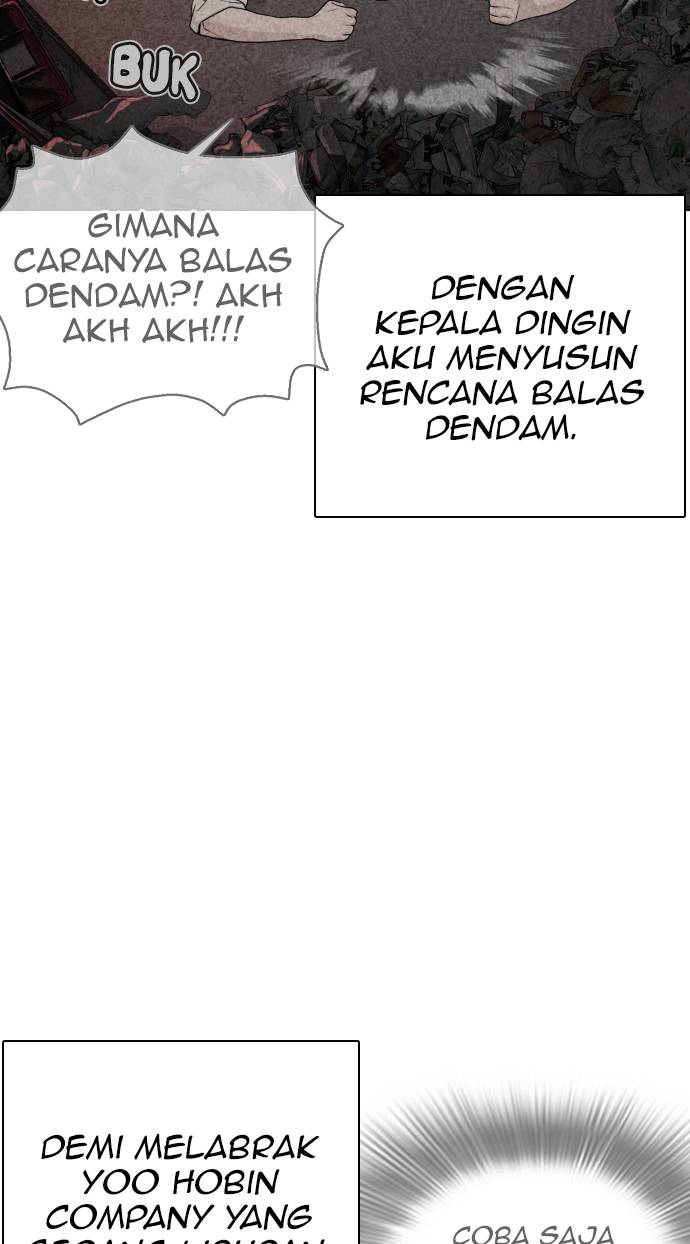 BUK
GIMANA
CARANYA BALAS
DENDAM?! AKH
AKH AKH!!!
DENGAN
KEPALA DINGIN
AKU MENYUSUN
RENCANA BALAS
DENDAM.
DEMI MELABRAK
YOO HOBIN
COMPANY YANG
COBA SAJA